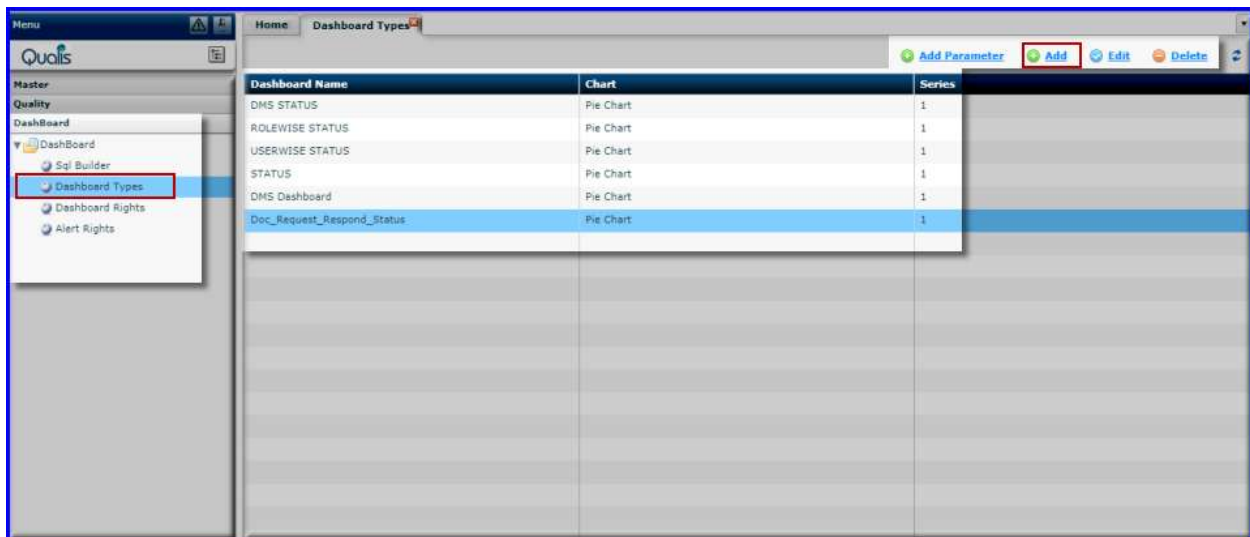 Menu
Home
Dashboard Types
Qualis
Add Parameter
Add
Edit
Delete
Master
Quality
DashBoard
DashBoard
Sql Builder
Dashboard Types
Dashboard Rights
Alert Rights
Dashboard Name Chart Series
DMS STATUS Pie Chart 1
ROLEWISE STATUS Pie Chart 1
USERWISE STATUS Pie Chart 1
STATUS Pie Chart 1
DMS Dashboard Pie Chart 1
Doc_Request_Respond_Status Pie Chart 1